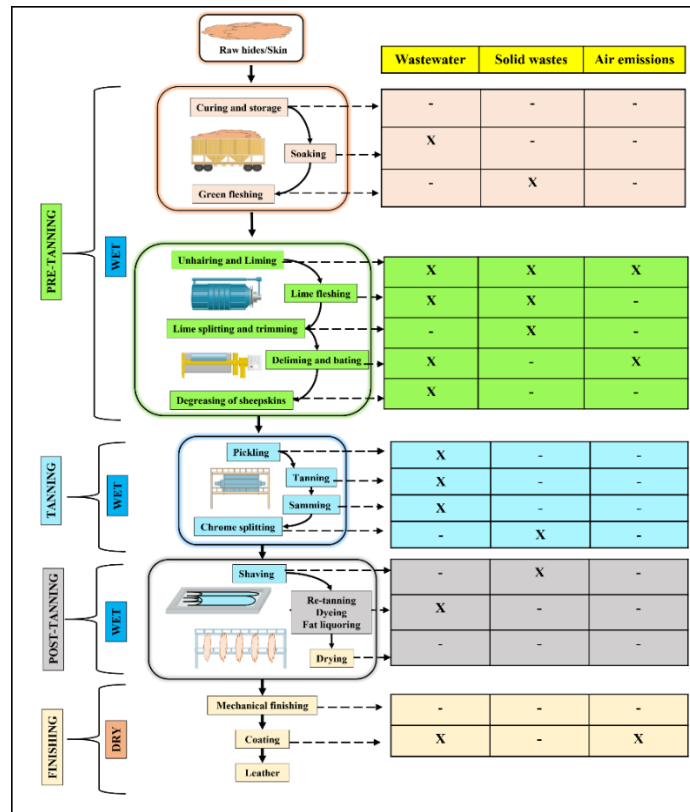 Raw hides/Skin
Wastewater Solid wastes Air emissions
PRE-TANNING
WET
Curing and storage - - -
Soaking X - -
Green fleshing - X -
Unhairing and Liming X X X
Lime fleshing X X -
Lime splitting and trimming - X -
Deliming and bating X - X
Degreasing of sheepskins X - -
TANNING
WET
Pickling X - -
Tanning X - -
Samming X - -
Chrome splitting - X -
POST-TANNING
WET
Shaving - X -
Re-tanning
Dyeing
Fat liquoring
X - -
Drying - - -
FINISHING
DRY
Mechanical finishing - - -
Coating X - X
Leather